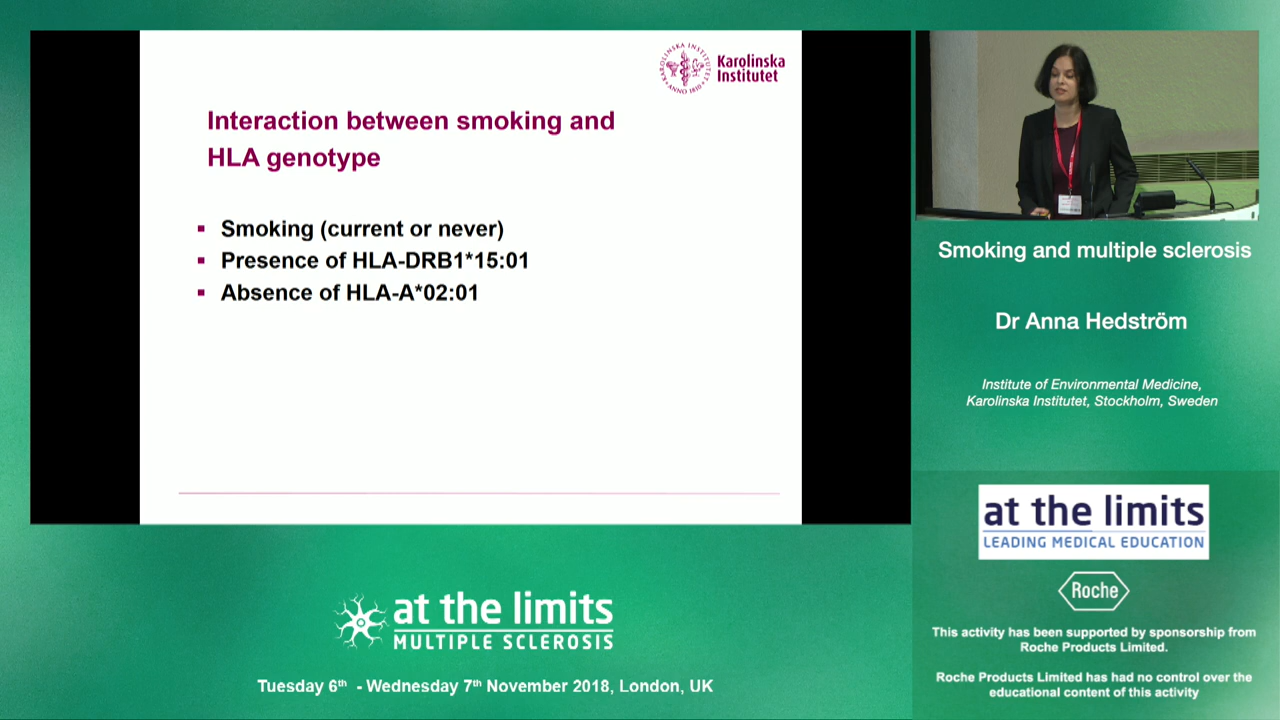 Karolinska
Institutet
KAROLINSKA INSTITUTET
ANNO 1810
Interaction between smoking and
HLA genotype
▪ Smoking (current or never)
▪ Presence of HLA-DRB1*15:01
▪ Absence of HLA-A*02:01
Smoking and multiple sclerosis
Dr Anna Hedström
Institute of Environmental Medicine,
Karolinska Institutet, Stockholm, Sweden
at the limits
LEADING MEDICAL EDUCATION
Roche
This activity has been supported by sponsorship from
Roche Products Limited.
Roche Products Limited has had no control over the
educational content of this activity
at the limits
MULTIPLE SCLEROSIS
Tuesday 6th - Wednesday 7th November 2018, London, UK